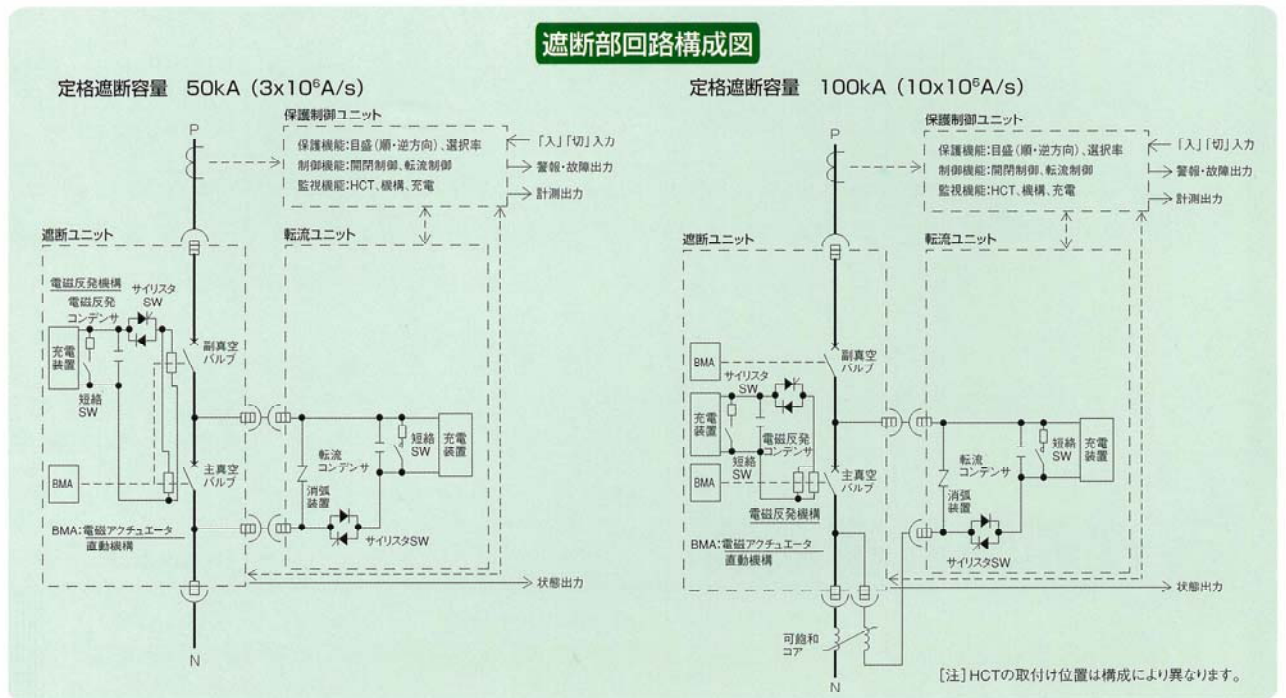 遮断部回路構成図
定格遮断容量 50kA (3x10⁶A/s)
P
保護制御ユニット
保護機能:目盛(順・逆方向)、選択率
制御機能:開閉制御、転流制御
監視機能:HCT、機構、充電
「入」「切」入力
警報・故障出力
計測出力
遮断ユニット
転流ユニット
電磁反発機構
電磁反発
コンデンサ
サイリスタ
SW
充電
装置
短絡
SW
副真空
バルブ
BMA
主真空
バルブ
BMA:電磁アクチュエータ
直動機構
転流
コンデンサ
短絡
SW
充電
装置
消弧
装置
サイリスタSW
状態出力
N
定格遮断容量 100kA (10x10⁶A/s)
P
保護制御ユニット
保護機能:目盛(順・逆方向)、選択率
制御機能:開閉制御、転流制御
監視機能:HCT、機構、充電
「入」「切」入力
警報・故障出力
計測出力
遮断ユニット
転流ユニット
BMA
副真空
バルブ
サイリスタ
SW
充電
装置
電磁反発
コンデンサ
短絡
SW
BMA
主真空
バルブ
電磁反発機構
BMA:電磁アクチュエータ
直動機構
転流
コンデンサ
短絡
SW
充電
装置
消弧
装置
サイリスタSW
状態出力
可飽和
コア
N
[注]HCTの取付け位置は構成により異なります。